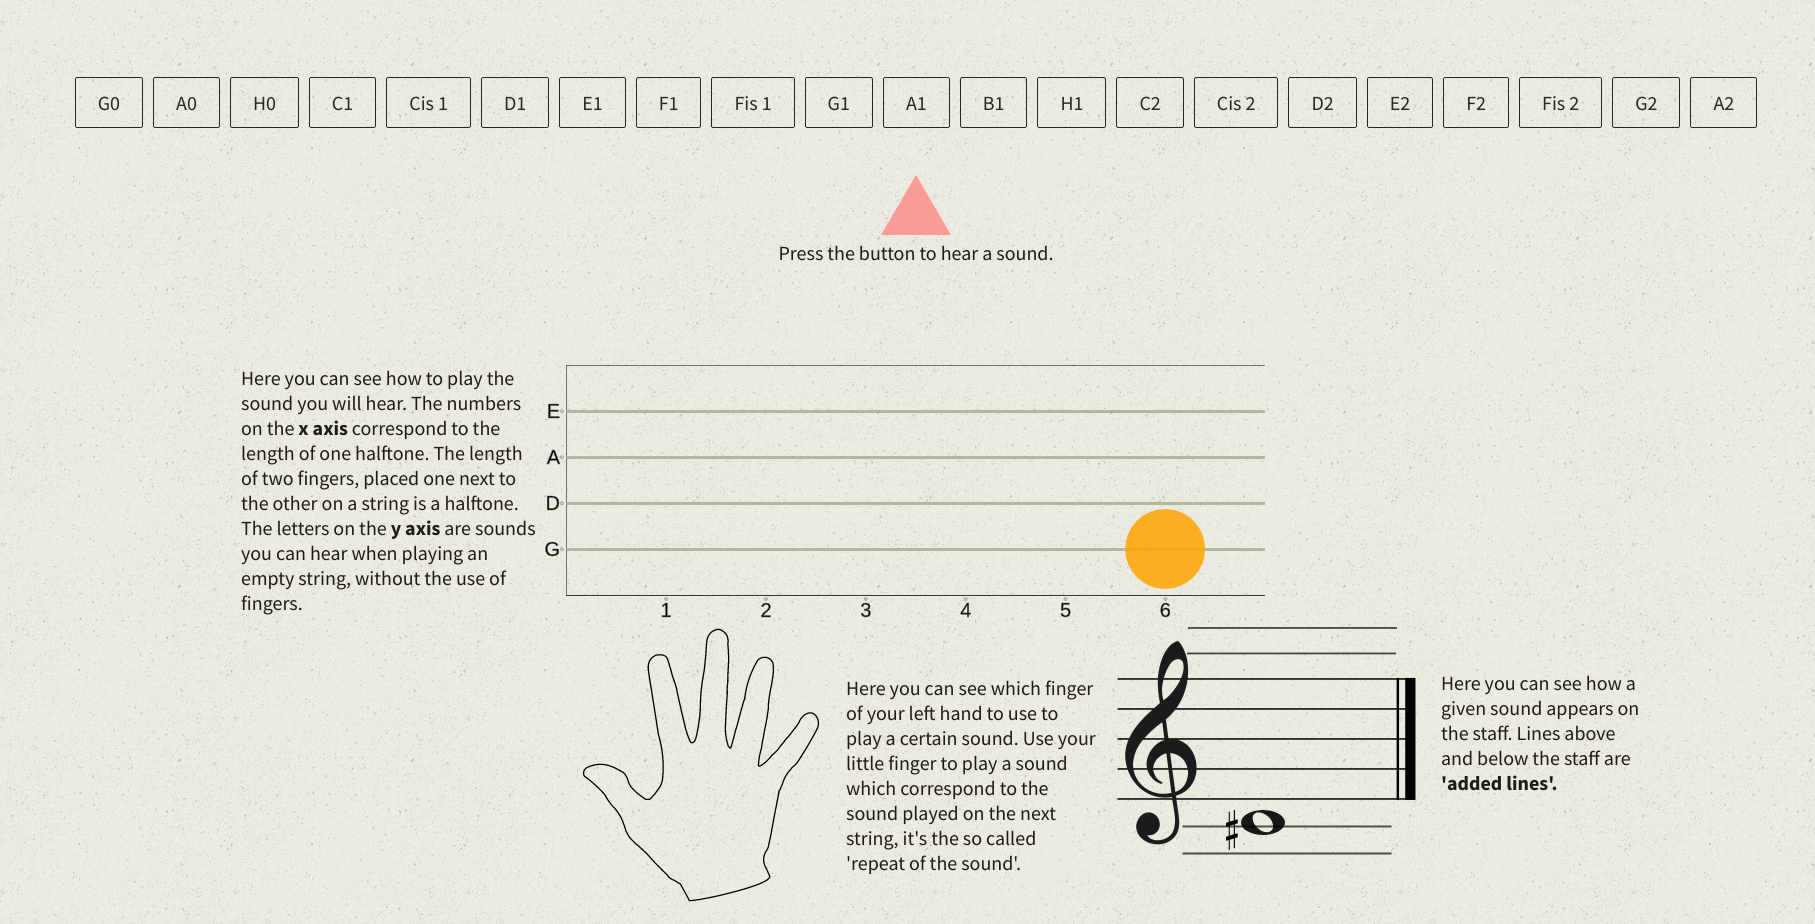 G0 A0 H0 C1 Cis 1 D1 E1 F1 Fis 1 G1 A1 B1 H1 C2 Cis 2 D2 E2 F2 Fis 2 G2 A2
Press the button to hear a sound.
Here you can see how to play the
sound you will hear. The numbers
on the x axis correspond to the
length of one halftone. The length
of two fingers, placed one next to
the other on a string is a halftone.
The letters on the y axis are sounds
you can hear when playing an
empty string, without the use of
fingers.
E
A
D
G
1 2 3 4 5 6
Here you can see which finger
of your left hand to use to
play a certain sound. Use your
little finger to play a sound
which correspond to the
sound played on the next
string, it's the so called
'repeat of the sound'.
Here you can see how a
given sound appears on
the staff. Lines above
and below the staff are
'added lines'.